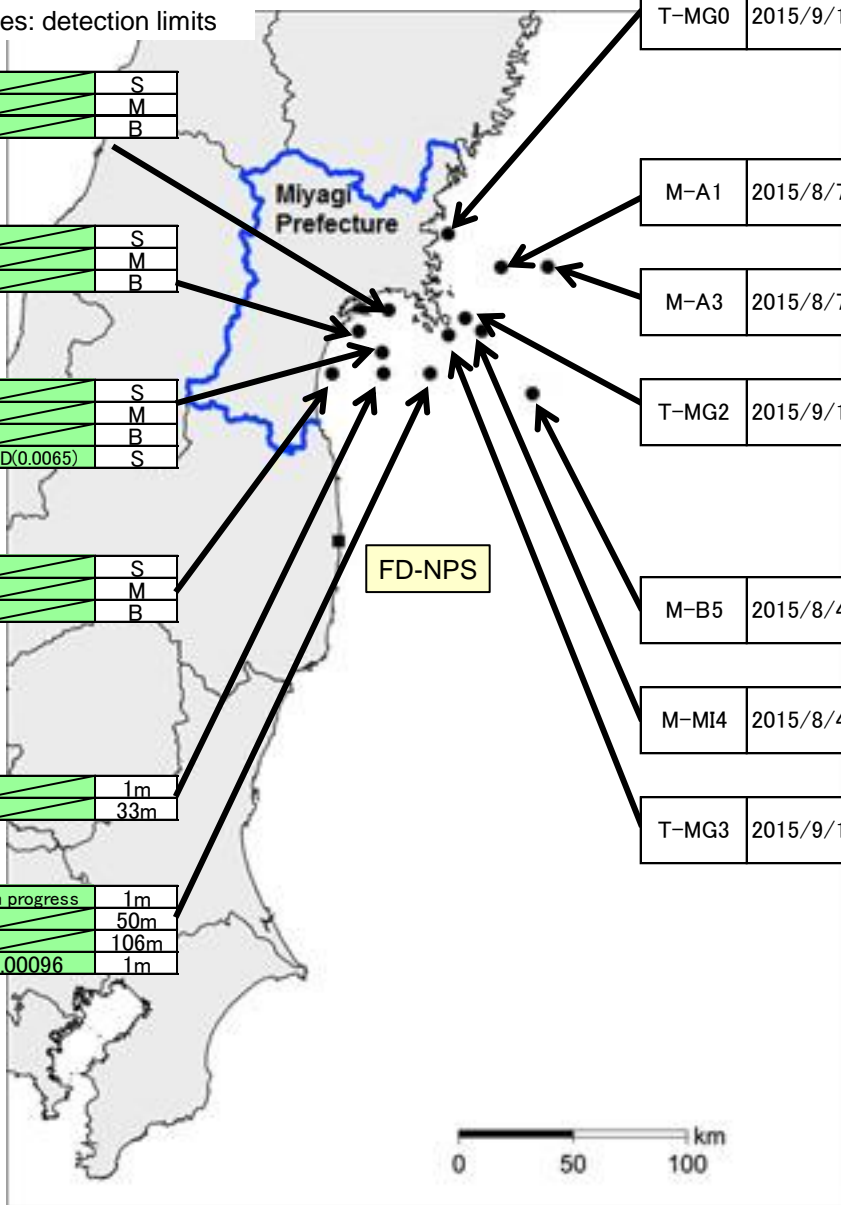 es: detection limits
S
M
B
S
M
B
S
M
B
D(0.0065) S
S
M
B
1m
33m
progress 1m
50m
106m
.00096 1m
Miyagi
Prefecture
FD-NPS
T-MG0 2015/9/1
M-A1 2015/8/7
M-A3 2015/8/7
T-MG2 2015/9/1
M-B5 2015/8/4
M-MI4 2015/8/4
T-MG3 2015/9/1
km
0 50 100